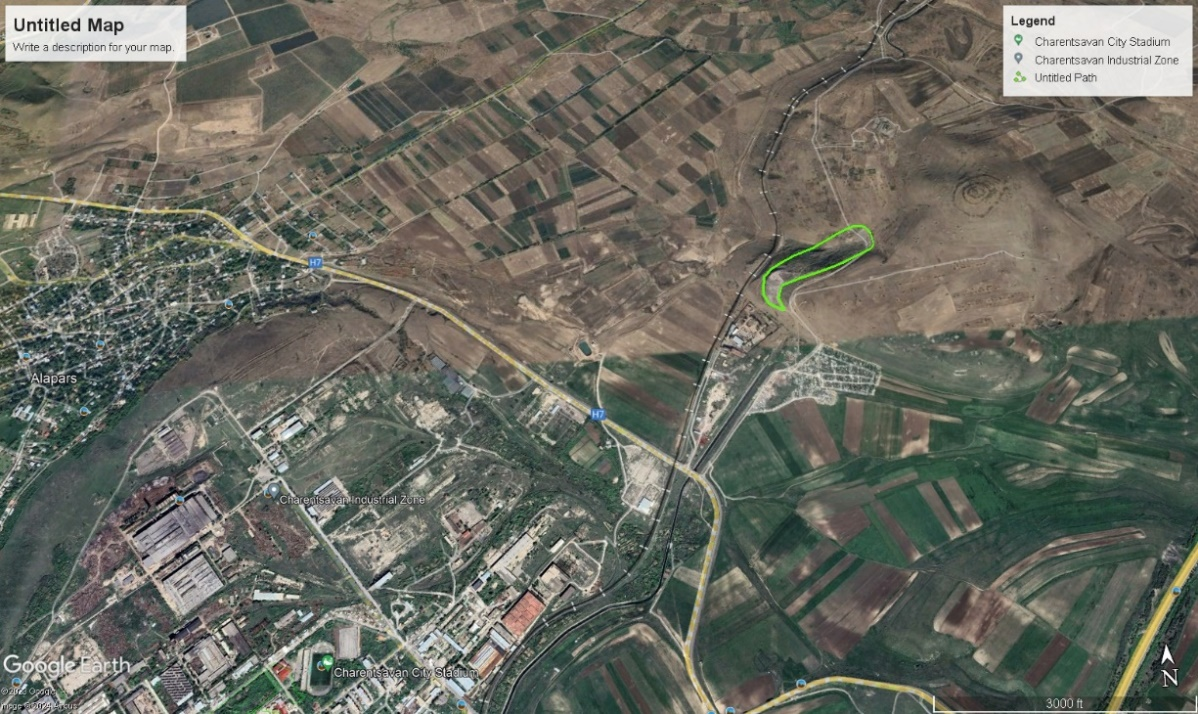 Untitled Map
Write a description for your map.
Legend
Charentsavan City Stadium
Charentsavan Industrial Zone
Untitled Path
H7
Alapars
H7
Charentsavan Industrial Zone
Google Earth
Charentsavan City Stadium
N
3000 ft